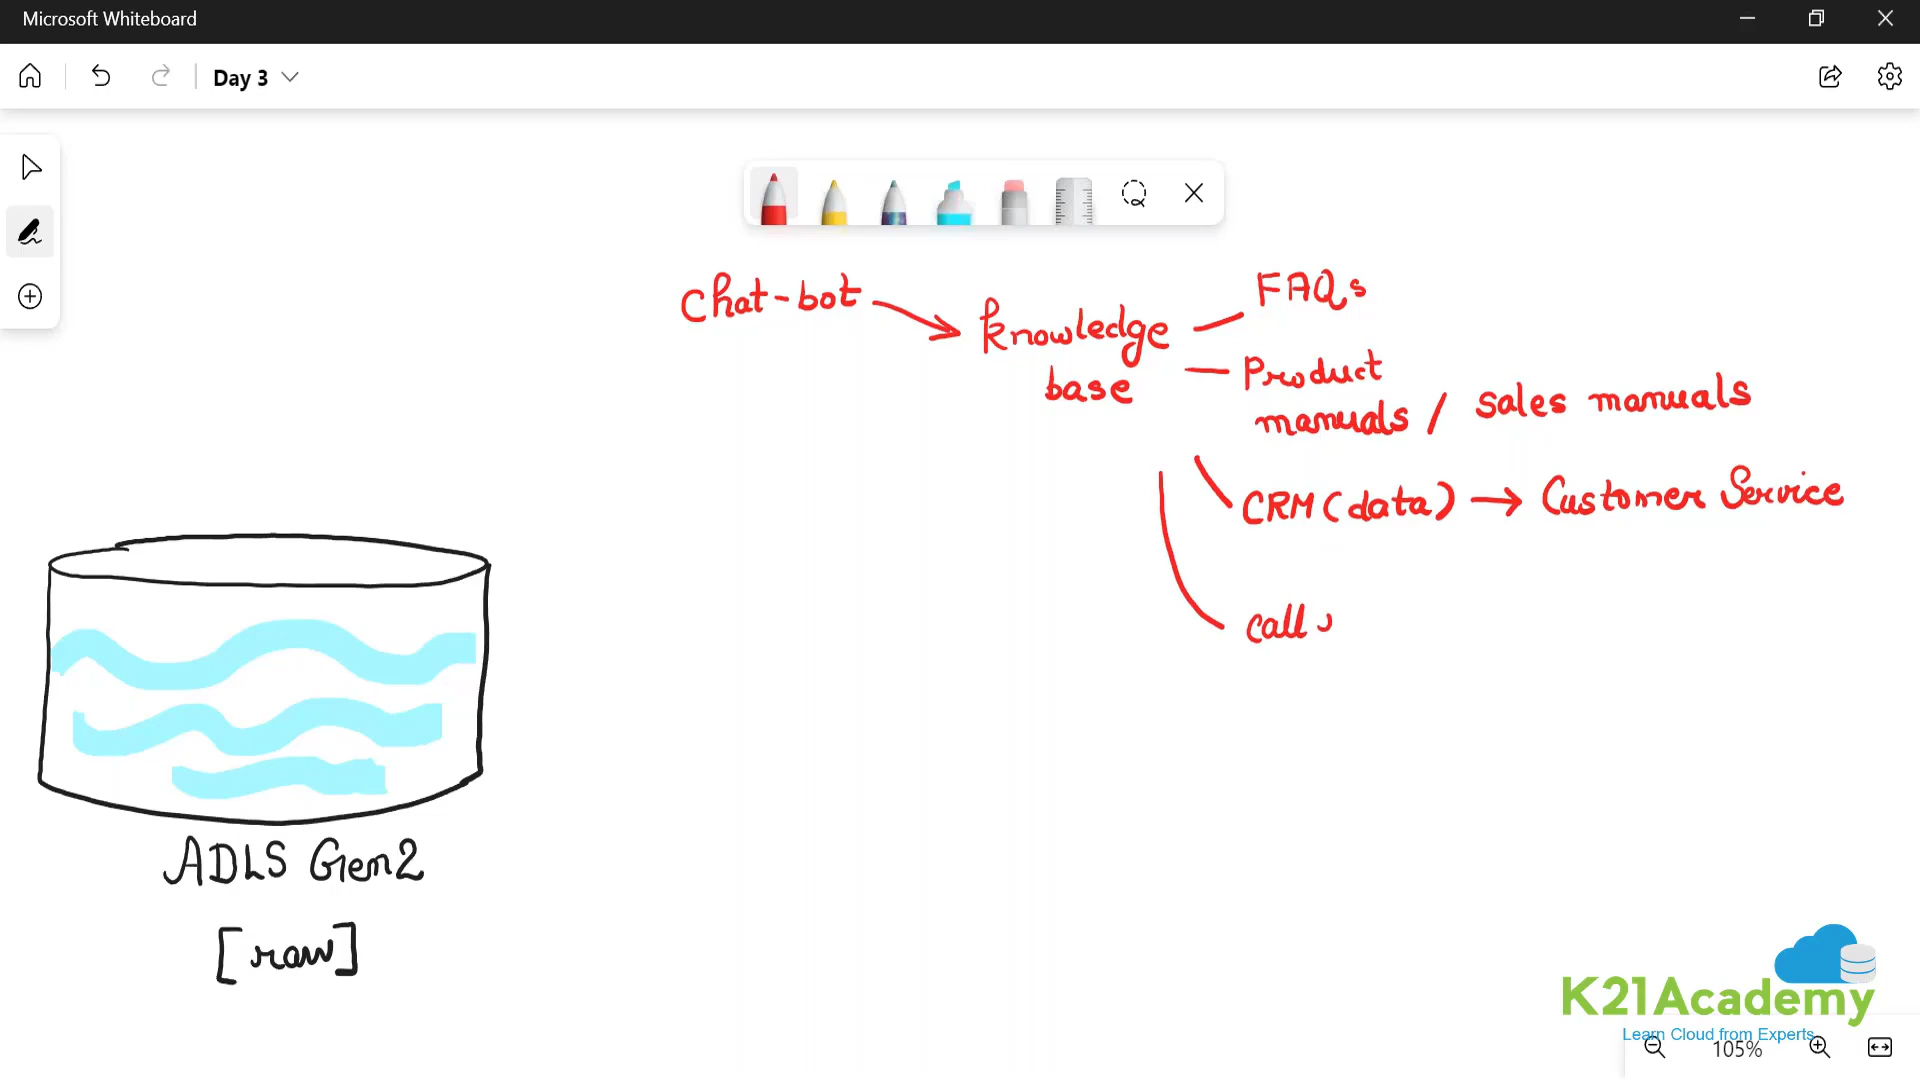 Microsoft Whiteboard
Day 3
Chat-bot
knowledge
base
FAQs
Product
manuals / sales manuals
CRM (data) → Customer Service
calls
ADLS Gen2
[raw]
K21Academy
Learn Cloud from Experts
105%